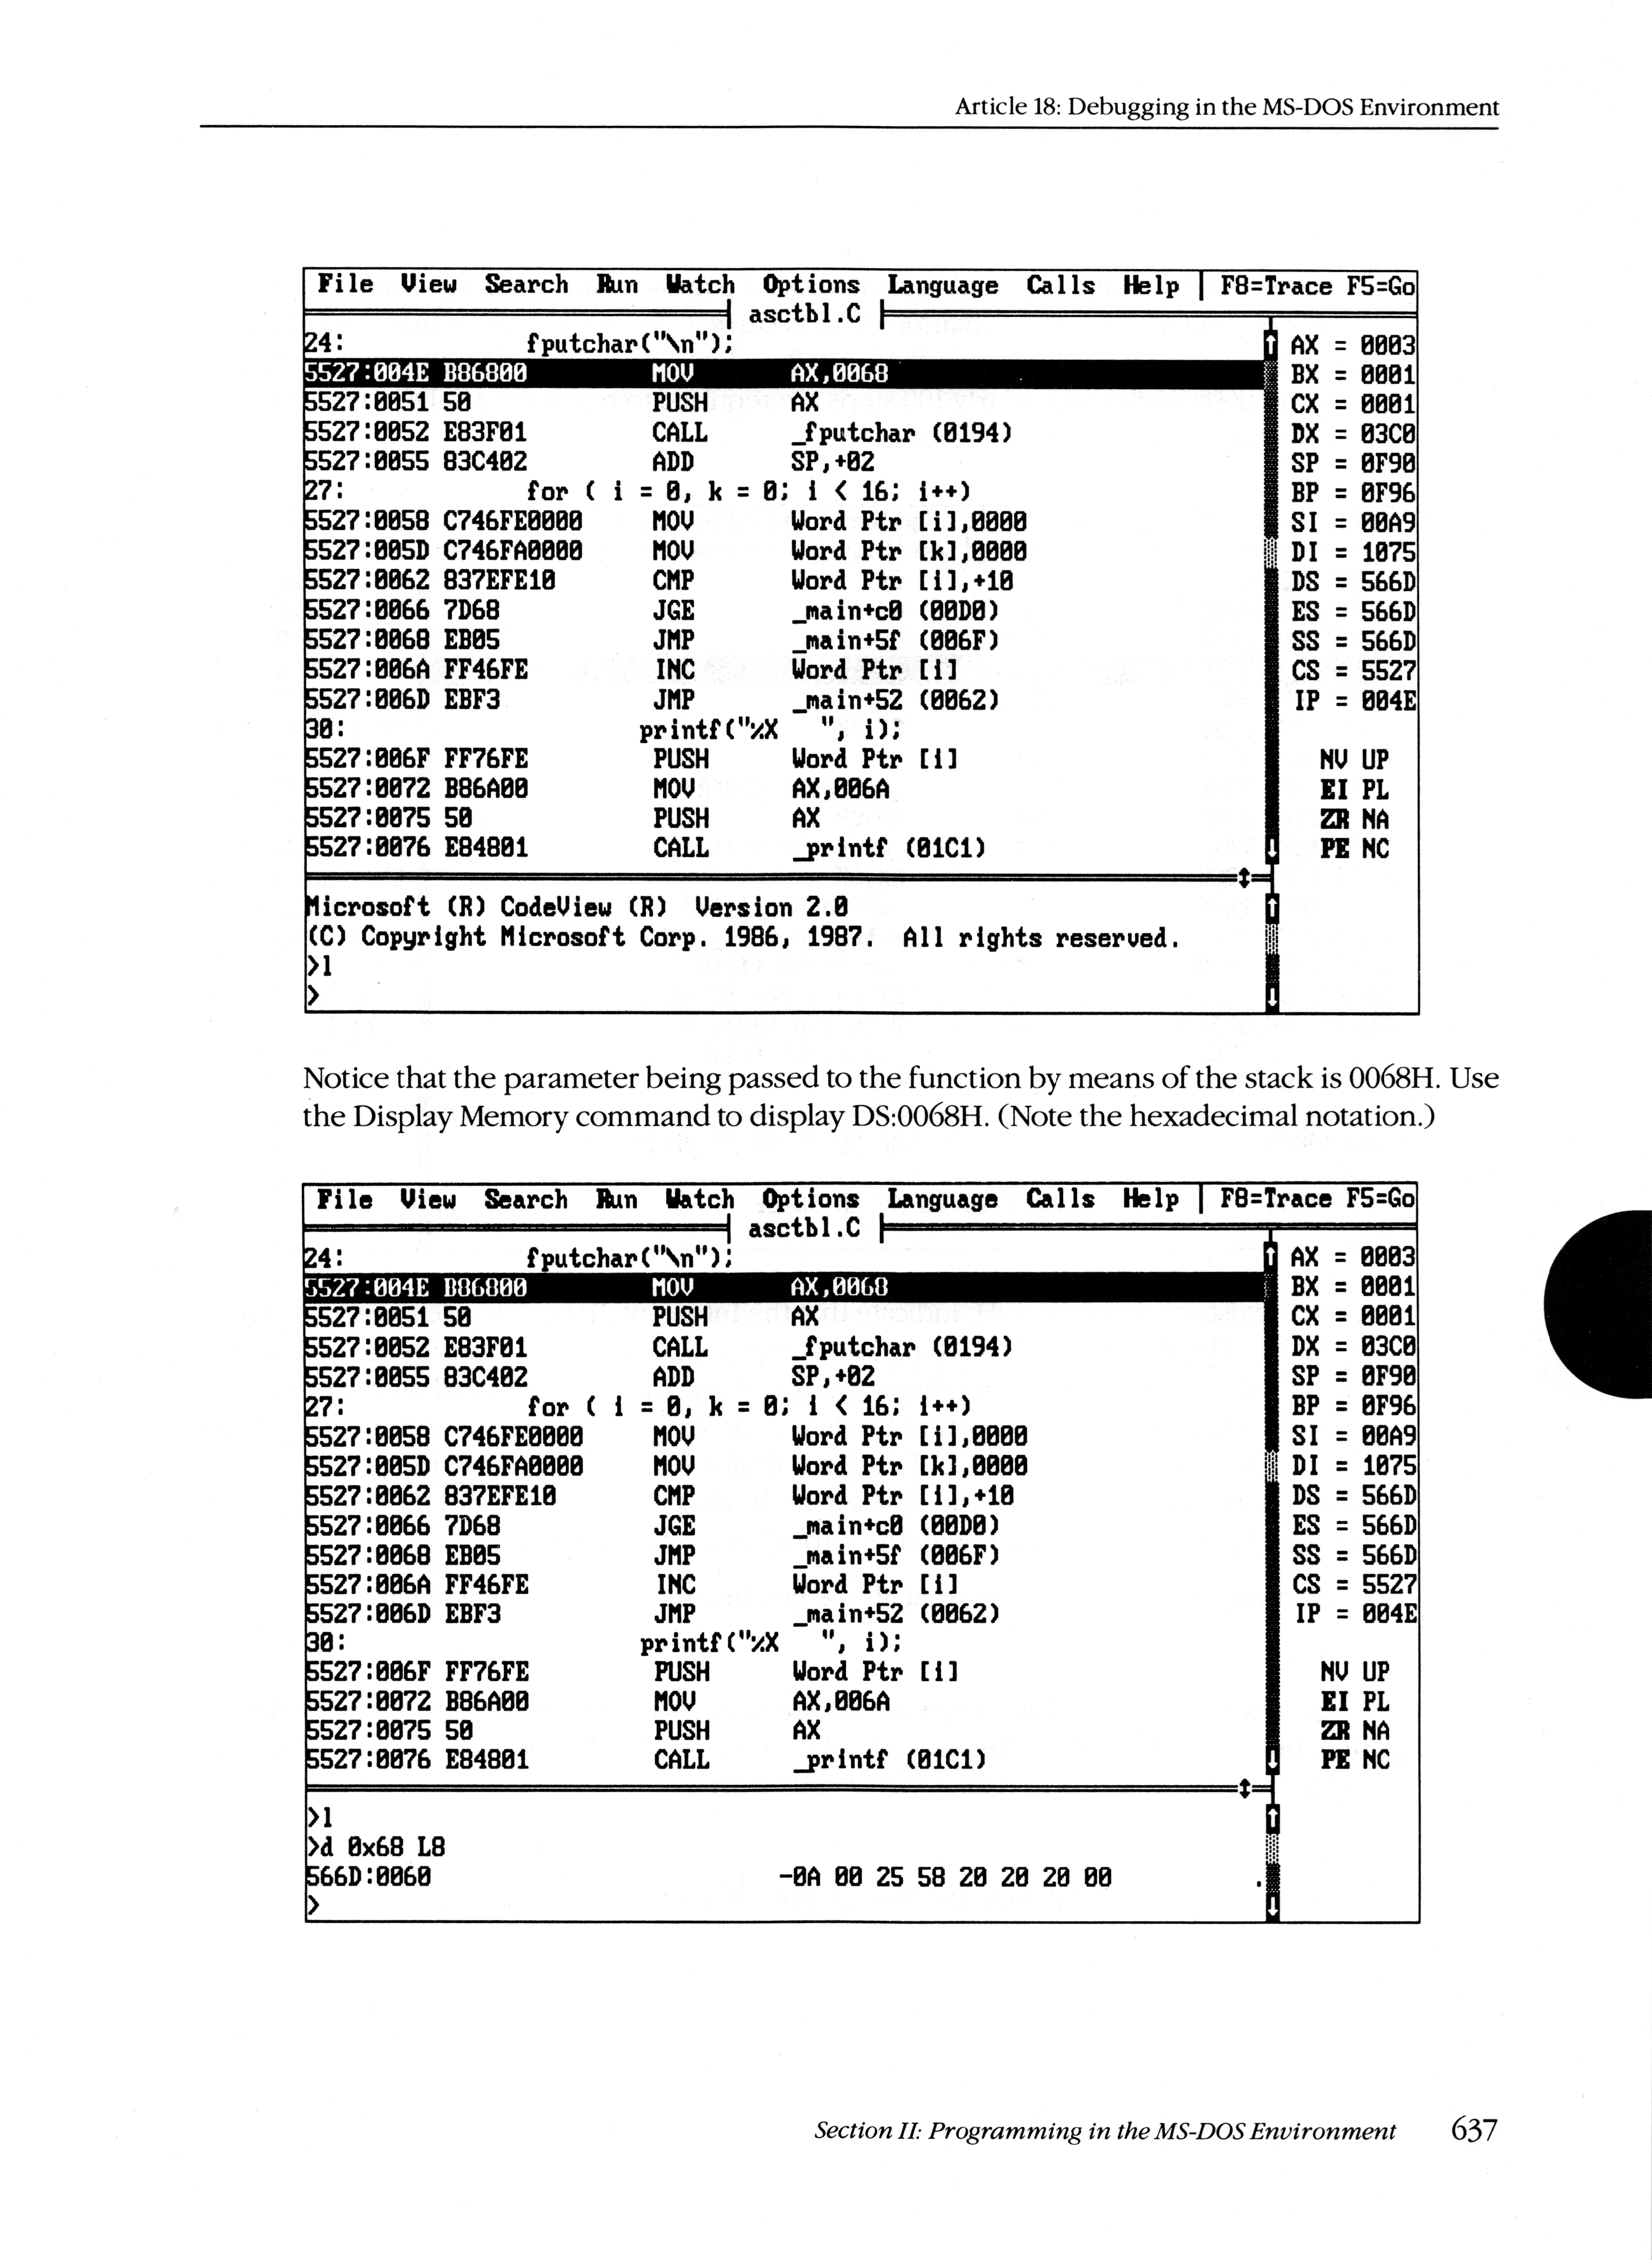 Article 18: Debugging in the MS-DOS Environment
File View Search Run Watch Options Language Calls Help | F8=Trace F5=Go
asctbl.C
24: fputchar("\n"); AX = 0003
5527:004E B86800 MOV AX,0068 BX = 0001
5527:0051 50 PUSH AX CX = 0001
5527:0052 E83F01 CALL _fputchar (0194) DX = 03C0
5527:0055 83C402 ADD SP,+02 SP = 0F90
27: for ( i = 0, k = 0; i < 16; i++) BP = 0F96
5527:0058 C746FE0000 MOV Word Ptr [i],0000 SI = 00A9
5527:005D C746FA0000 MOV Word Ptr [k],0000 DI = 1075
5527:0062 837EFE10 CMP Word Ptr [i],+10 DS = 566D
5527:0066 7D68 JGE _main+c0 (00D0) ES = 566D
5527:0068 EB05 JMP _main+5f (006F) SS = 566D
5527:006A FF46FE INC Word Ptr [i] CS = 5527
5527:006D EBF3 JMP _main+52 (0062) IP = 004E
30: printf("%X   ", i);
5527:006F FF76FE PUSH Word Ptr [i] NV UP
5527:0072 B86A00 MOV AX,006A EI PL
5527:0075 50 PUSH AX ZR NA
5527:0076 E84801 CALL _printf (01C1) PE NC
Microsoft (R) CodeView (R) Version 2.0
(C) Copyright Microsoft Corp. 1986, 1987. All rights reserved.
>l
>
Notice that the parameter being passed to the function by means of the stack is 0068H. Use
the Display Memory command to display DS:0068H. (Note the hexadecimal notation.)
File View Search Run Watch Options Language Calls Help | F8=Trace F5=Go
asctbl.C
24: fputchar("\n"); AX = 0003
5527:004E B86800 MOV AX,0068 BX = 0001
5527:0051 50 PUSH AX CX = 0001
5527:0052 E83F01 CALL _fputchar (0194) DX = 03C0
5527:0055 83C402 ADD SP,+02 SP = 0F90
27: for ( i = 0, k = 0; i < 16; i++) BP = 0F96
5527:0058 C746FE0000 MOV Word Ptr [i],0000 SI = 00A9
5527:005D C746FA0000 MOV Word Ptr [k],0000 DI = 1075
5527:0062 837EFE10 CMP Word Ptr [i],+10 DS = 566D
5527:0066 7D68 JGE _main+c0 (00D0) ES = 566D
5527:0068 EB05 JMP _main+5f (006F) SS = 566D
5527:006A FF46FE INC Word Ptr [i] CS = 5527
5527:006D EBF3 JMP _main+52 (0062) IP = 004E
30: printf("%X   ", i);
5527:006F FF76FE PUSH Word Ptr [i] NV UP
5527:0072 B86A00 MOV AX,006A EI PL
5527:0075 50 PUSH AX ZR NA
5527:0076 E84801 CALL _printf (01C1) PE NC
>l
>d 0x68 L8
566D:0060 -0A 00 25 58 20 20 20 00 .
>
Section II: Programming in the MS-DOS Environment 637